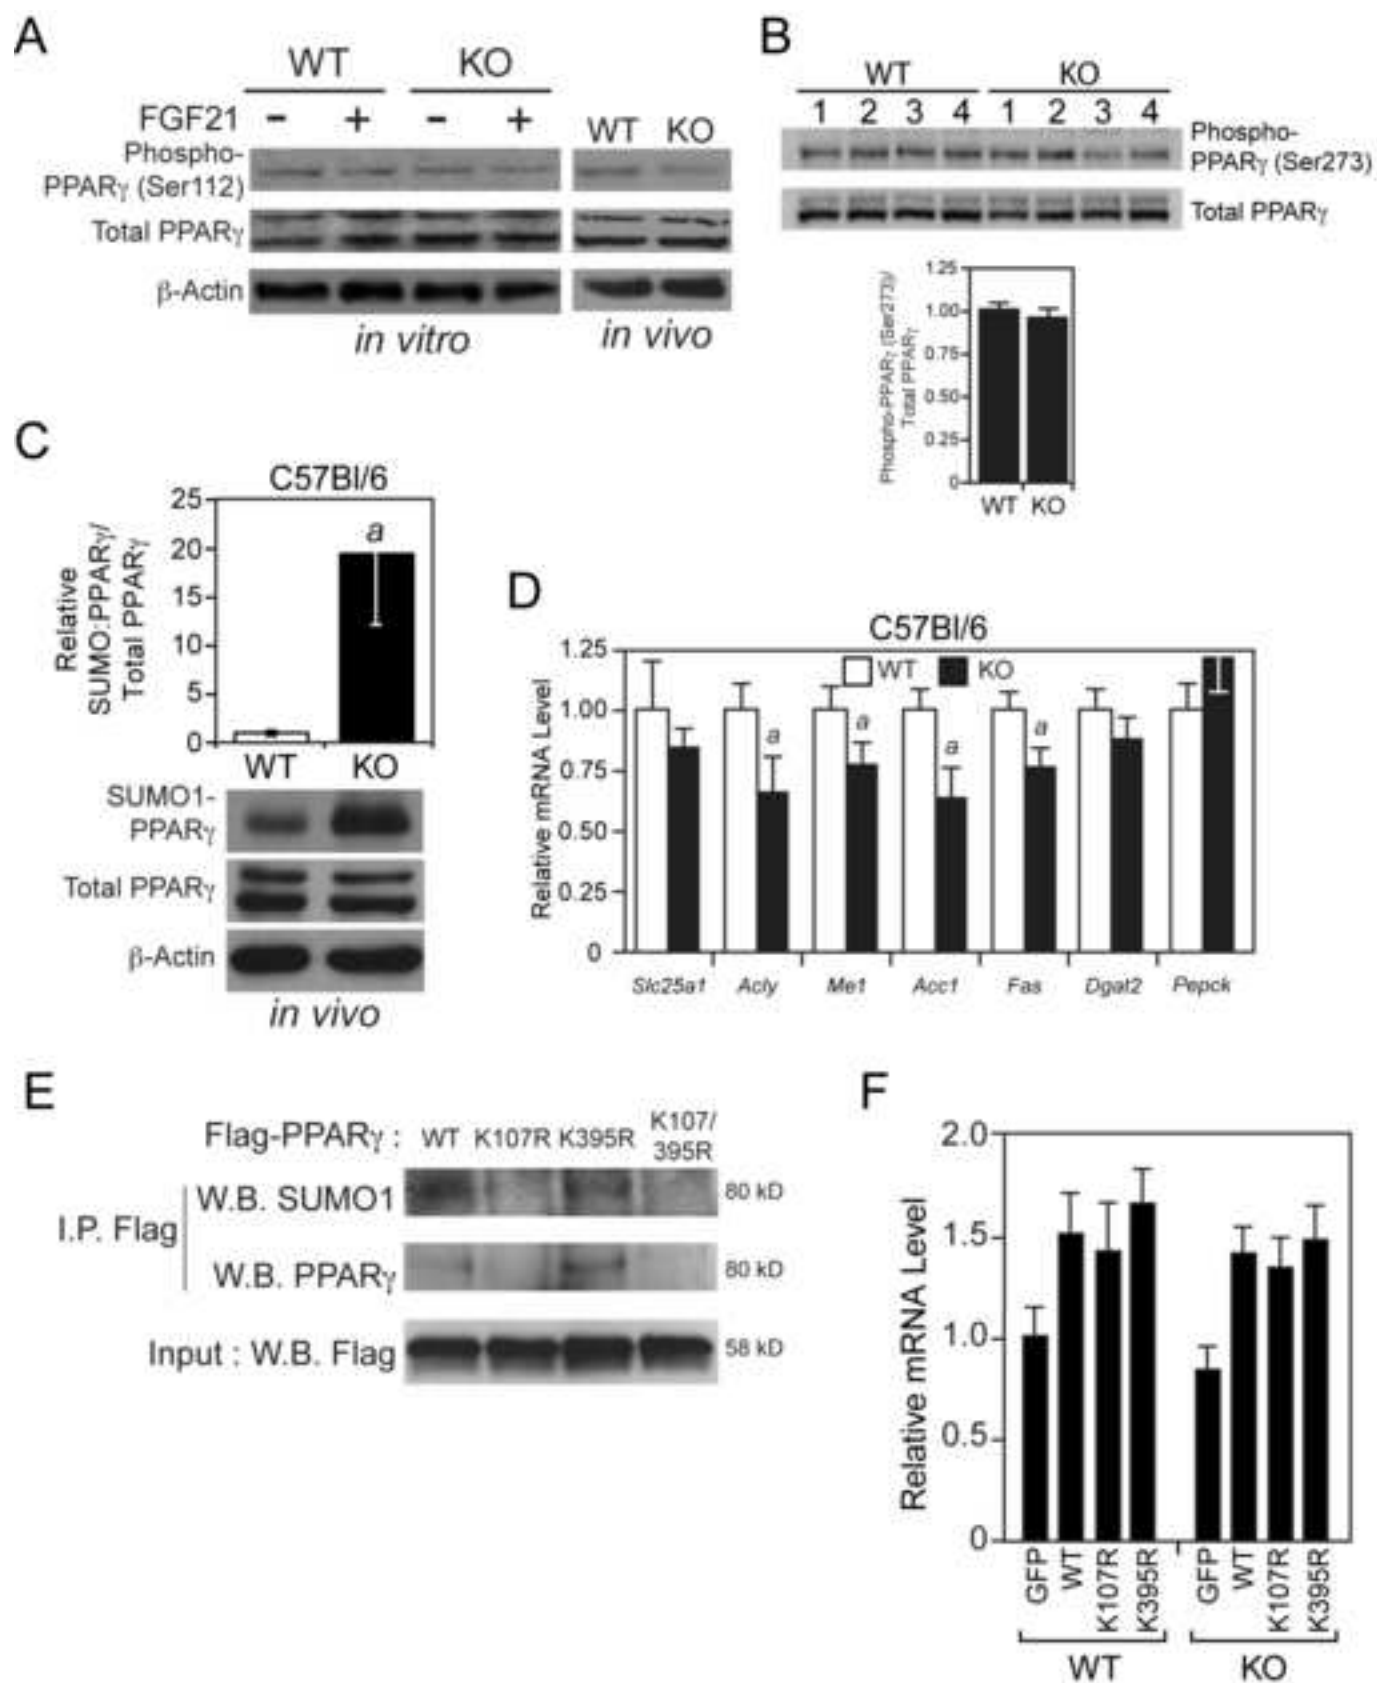 A
WT KO
FGF21 - + - + WT KO
Phospho-
PPARγ (Ser112)
Total PPARγ
β-Actin
in vitro in vivo
B
WT KO
1 2 3 4 1 2 3 4
Phospho-
PPARγ (Ser273)
Total PPARγ
Phospho-PPARγ (Ser273)/
Total PPARγ
1.25
1.00
0.75
0.50
0.25
0
WT KO
C
C57Bl/6
Relative
SUMO:PPARγ/
Total PPARγ
25
20
15
10
5
0
a
WT KO
SUMO1-
PPARγ
Total PPARγ
β-Actin
in vivo
D
C57Bl/6
WT KO
Relative mRNA Level
1.25
1.00
0.75
0.50
0.25
0
a a a a
Slc25a1 Acly Me1 Acc1 Fas Dgat2 Pepck
E
Flag-PPARγ : WT K107R K395R K107/
395R
I.P. Flag
W.B. SUMO1 80 kD
W.B. PPARγ 80 kD
Input : W.B. Flag 58 kD
F
Relative mRNA Level
2.0
1.5
1.0
0.5
0
GFP WT K107R K395R GFP WT K107R K395R
WT KO